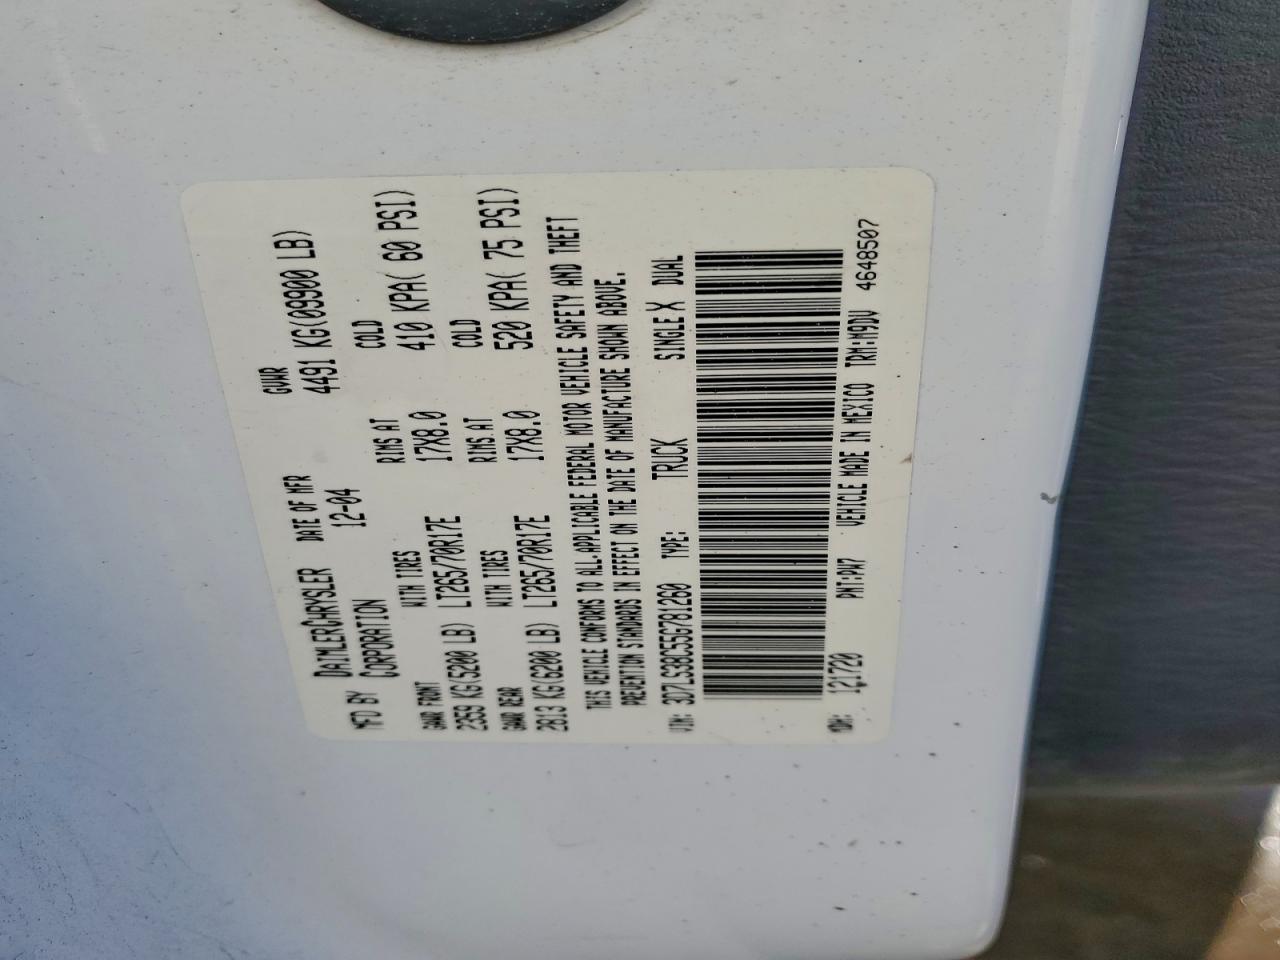 MFD BY DAIMLERCHRYSLER CORPORATION DATE OF MFR 12-04 GVWR 4491 KG(09900 LB)
GAWR FRONT WITH TIRES RIMS AT COLD
2359 KG(5200 LB) LT265/70R17E 17X8.0 410 KPA( 60 PSI)
GAWR REAR WITH TIRES RIMS AT COLD
2813 KG(6200 LB) LT265/70R17E 17X8.0 520 KPA( 75 PSI)
THIS VEHICLE CONFORMS TO ALL APPLICABLE FEDERAL MOTOR VEHICLE SAFETY AND THEFT
PREVENTION STANDARDS IN EFFECT ON THE DATE OF MANUFACTURE SHOWN ABOVE.
VIN: 3D7LS38C55G781260 TYPE: TRUCK SINGLE X DUAL
MDH: 121720 PNT:PW7 VEHICLE MADE IN MEXICO TRM:M9DV 4648507